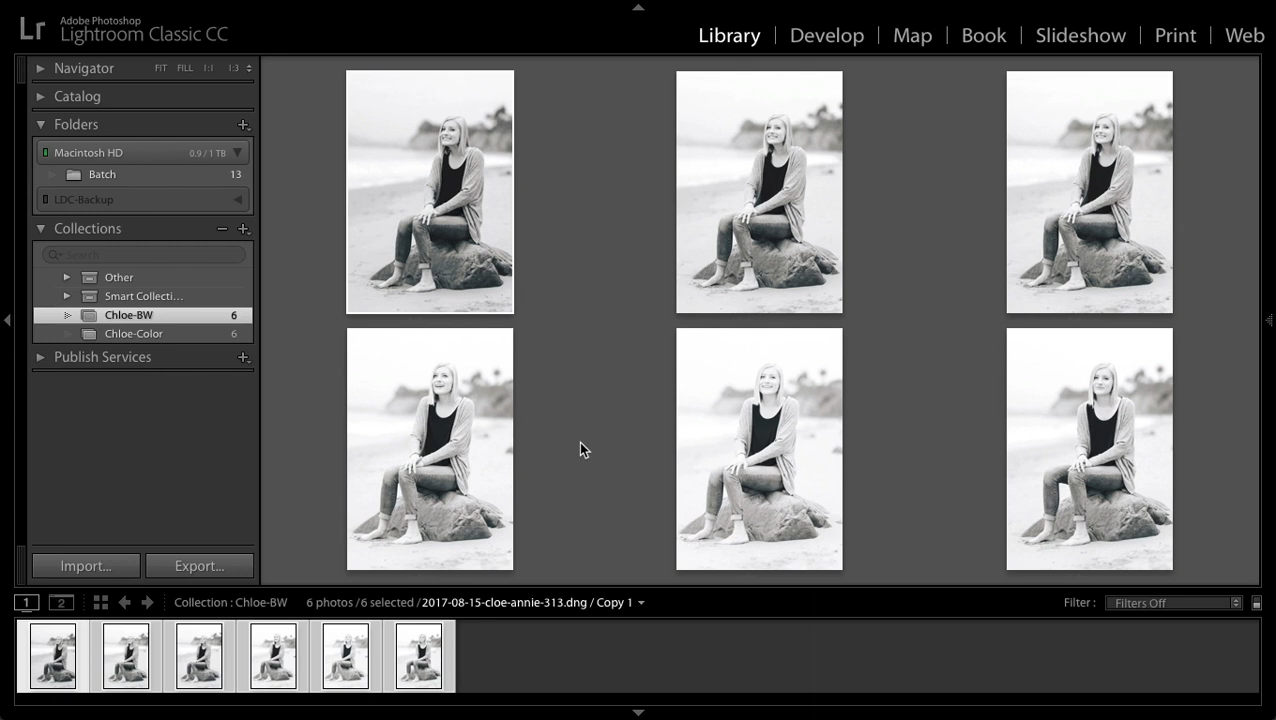 Lr
Adobe Photoshop
Lightroom Classic CC
Library | Develop | Map | Book | Slideshow | Print | Web
Navigator FIT FILL 1:1 1:3
Catalog
Folders
Macintosh HD 0.9 / 1 TB
Batch 13
LDC-Backup
Collections
Search
Other
Smart Collecti...
Chloe-BW 6
Chloe-Color 6
Publish Services
Import...
Export...
1 2 Collection : Chloe-BW 6 photos / 6 selected / 2017-08-15-cloe-annie-313.dng / Copy 1 Filter : Filters Off